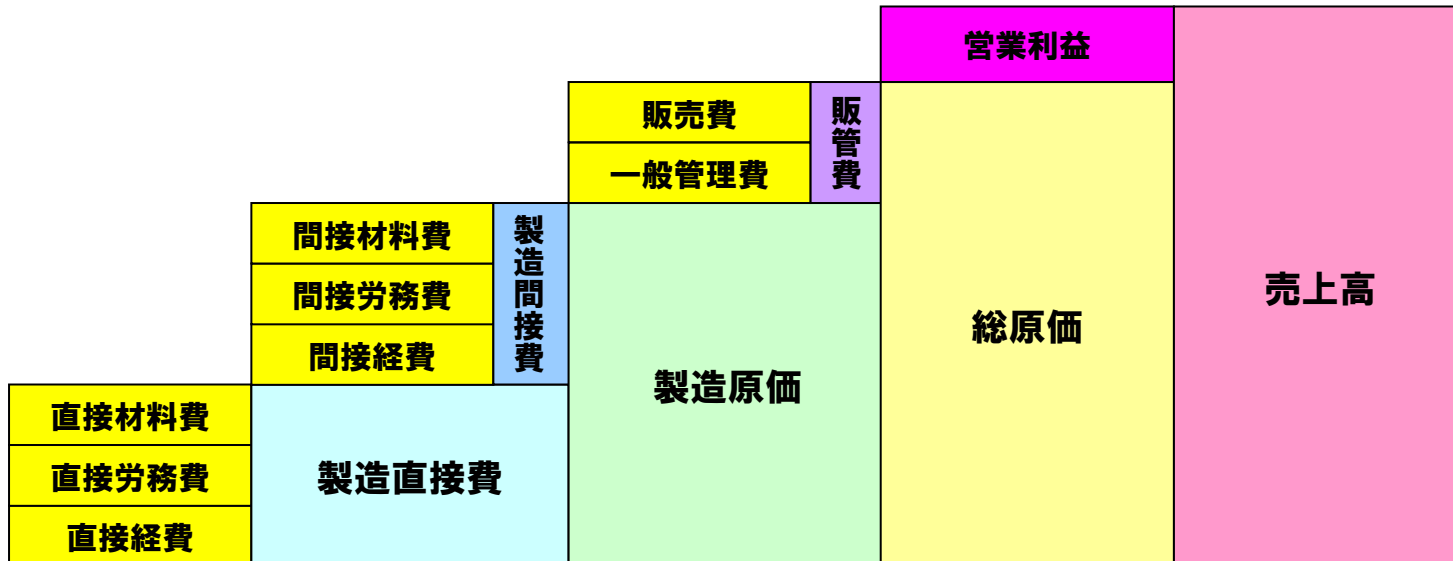 営業利益
販売費
販管費
一般管理費
間接材料費
製造間接費
間接労務費
間接経費
売上高
総原価
製造原価
直接材料費
直接労務費
製造直接費
直接経費